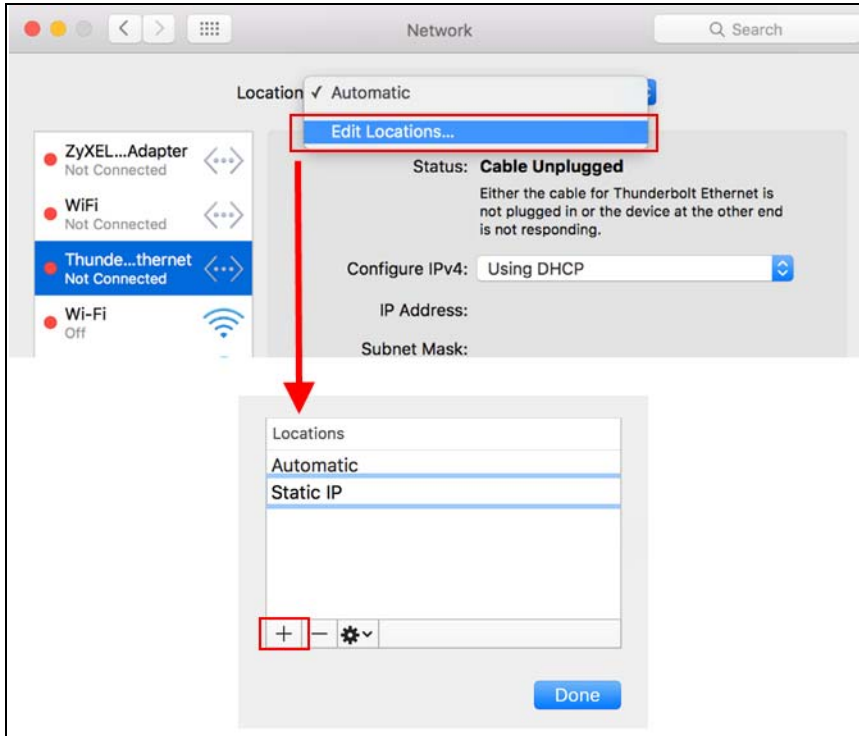 Network
Search
Location ✓ Automatic
Edit Locations...
ZyXEL...Adapter
Not Connected
WiFi
Not Connected
Thunde...thernet
Not Connected
Wi-Fi
Off
Status: Cable Unplugged
Either the cable for Thunderbolt Ethernet is
not plugged in or the device at the other end
is not responding.
Configure IPv4: Using DHCP
IP Address:
Subnet Mask:
Locations
Automatic
Static IP
Done